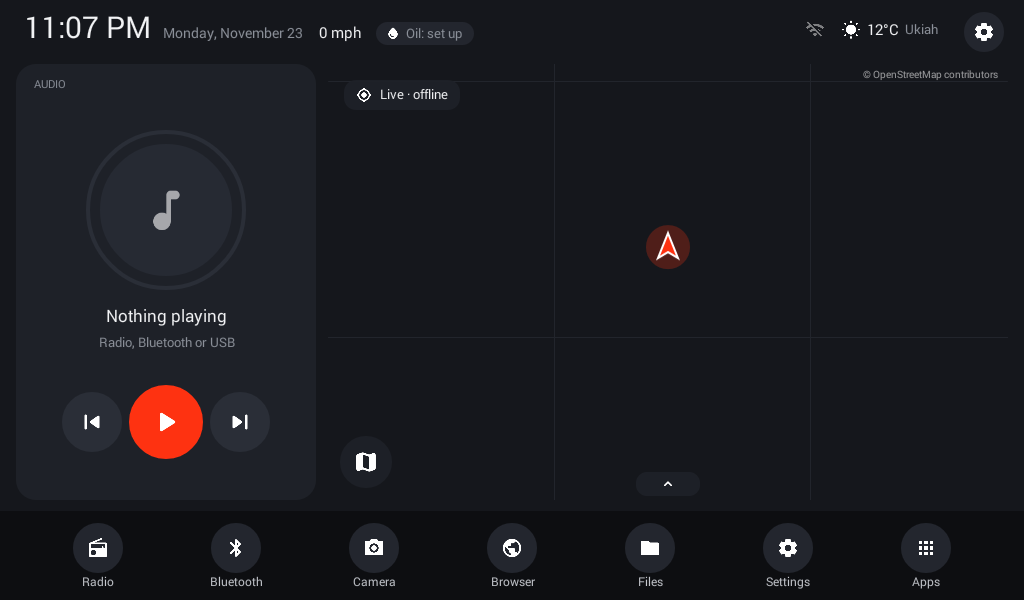 11:07 PM Monday, November 23 0 mph Oil: set up 12°C Ukiah
AUDIO
© OpenStreetMap contributors
Live · offline
Nothing playing
Radio, Bluetooth or USB
Radio Bluetooth Camera Browser Files Settings Apps